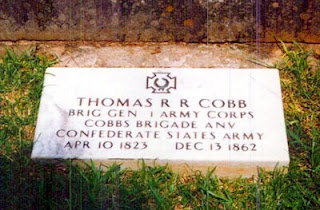 THOMAS R R COBB
BRIG GEN 1 ARMY CORPS
COBBS BRIGADE ANV
CONFEDERATE STATES ARMY
APR 10 1823 DEC 13 1862